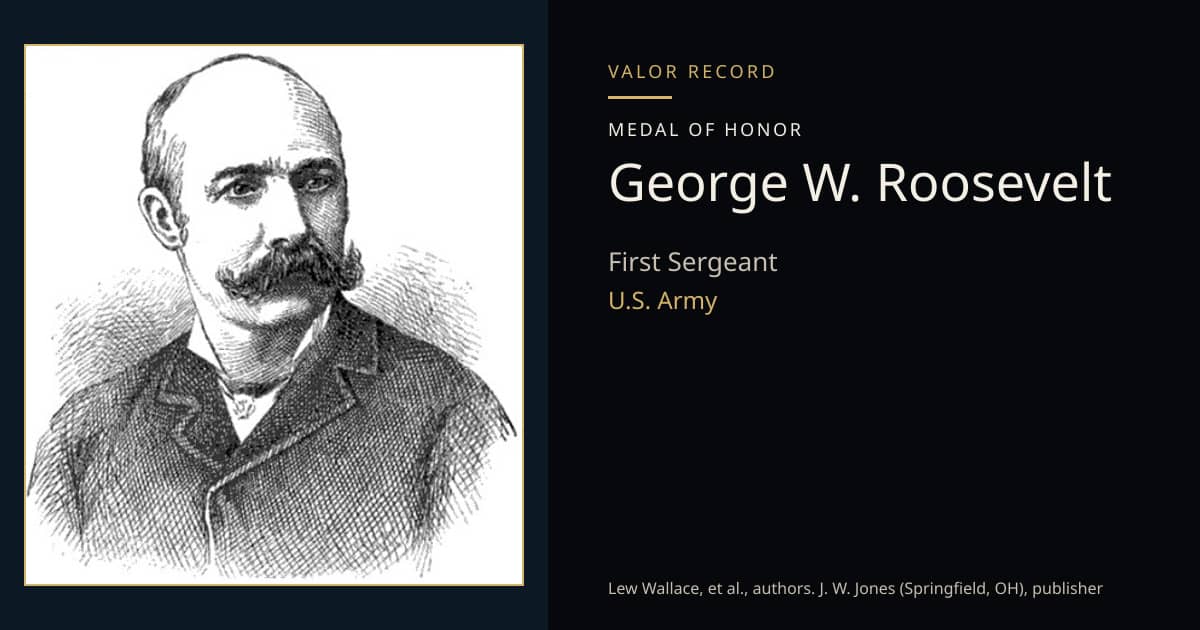 VALOR RECORD
MEDAL OF HONOR
George W. Roosevelt
First Sergeant
U.S. Army
Lew Wallace, et al., authors. J. W. Jones (Springfield, OH), publisher